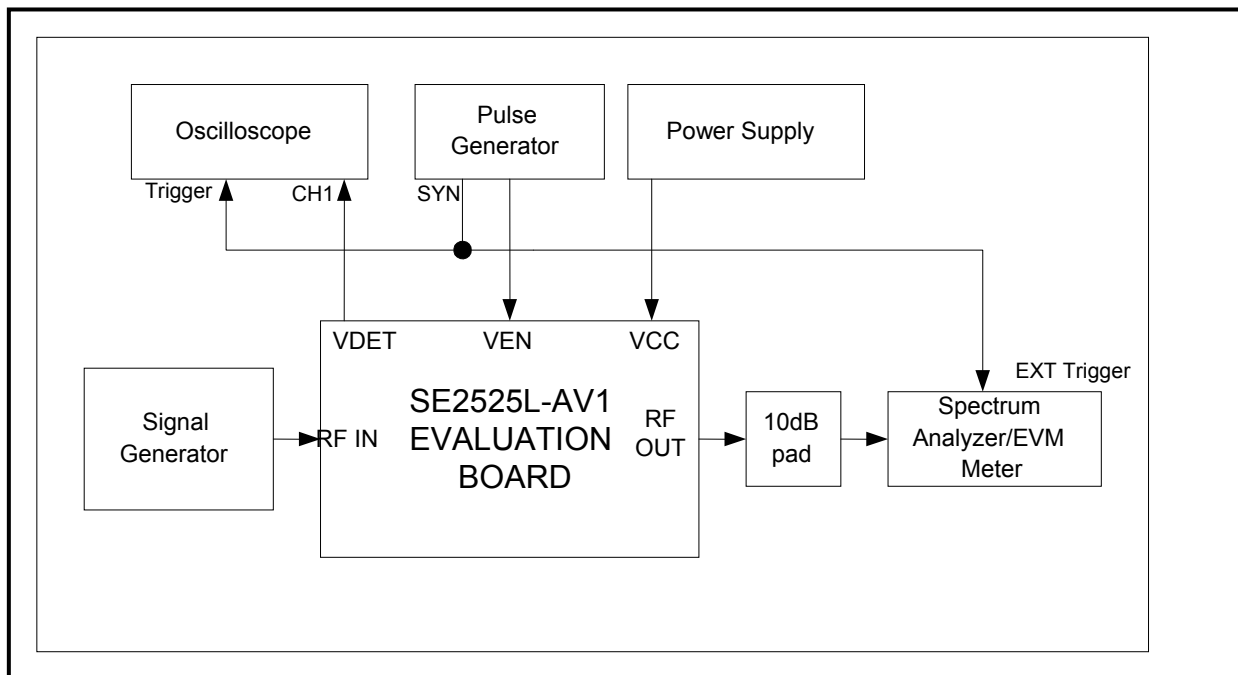 Oscilloscope
Pulse
Generator
Power Supply
Trigger
CH1
SYN
VDET
VEN
VCC
EXT Trigger
Signal
Generator
RF IN
SE2525L-AV1
EVALUATION
BOARD
RF
OUT
10dB
pad
Spectrum
Analyzer/EVM
Meter